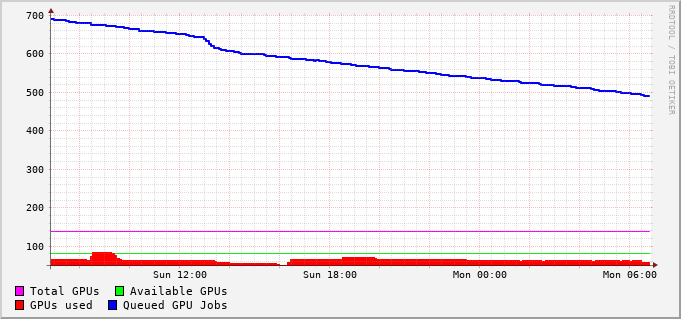 700
600
500
400
300
200
100
Sun 12:00 Sun 18:00 Mon 00:00 Mon 06:00
Total GPUs Available GPUs
GPUs used Queued GPU Jobs
RRDTOOL / TOBI OETIKER